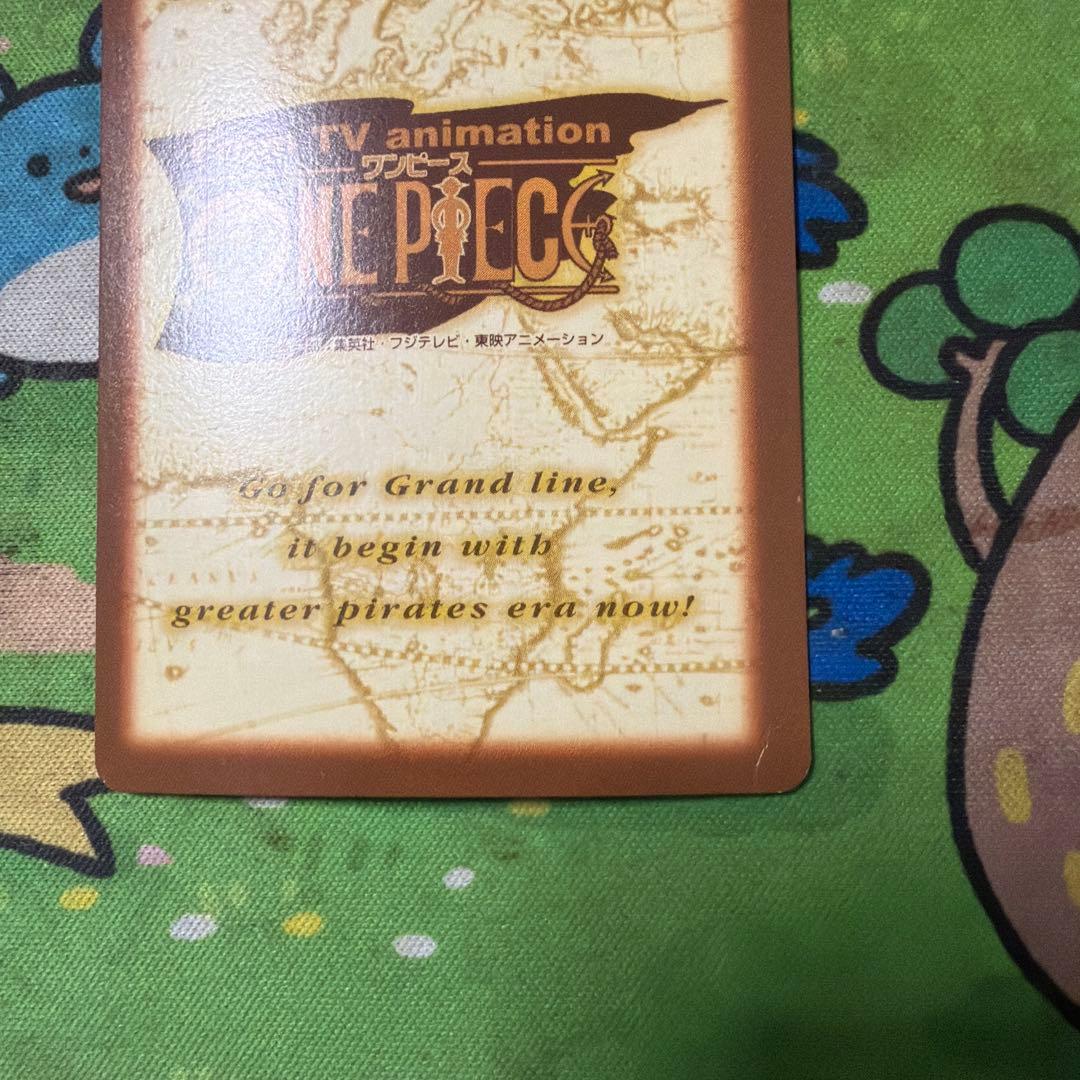 TV animation
ワンピース
ONE PIECE
集英社・フジテレビ・東映アニメーション
Go for Grand line,
it begin with
greater pirates era now!